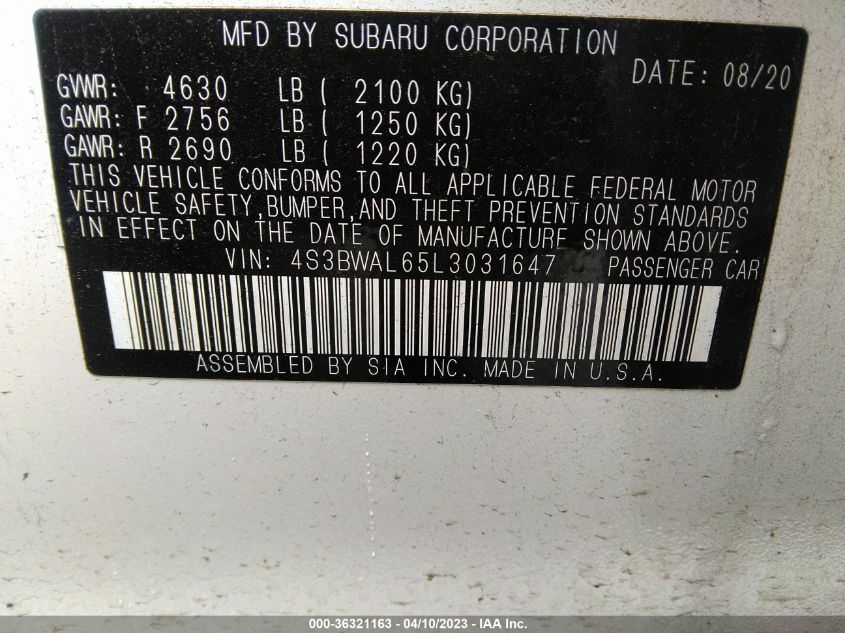 MFD BY SUBARU CORPORATION
DATE: 08/20
GVWR: 4630 LB ( 2100 KG)
GAWR: F 2756 LB ( 1250 KG)
GAWR: R 2690 LB ( 1220 KG)
THIS VEHICLE CONFORMS TO ALL APPLICABLE FEDERAL MOTOR
VEHICLE SAFETY,BUMPER,AND THEFT PREVENTION STANDARDS
IN EFFECT ON THE DATE OF MANUFACTURE SHOWN ABOVE.
VIN: 4S3BWAL65L3031647 PASSENGER CAR
ASSEMBLED BY SIA INC. MADE IN U.S.A.
000-36321163 - 04/10/2023 - IAA Inc.